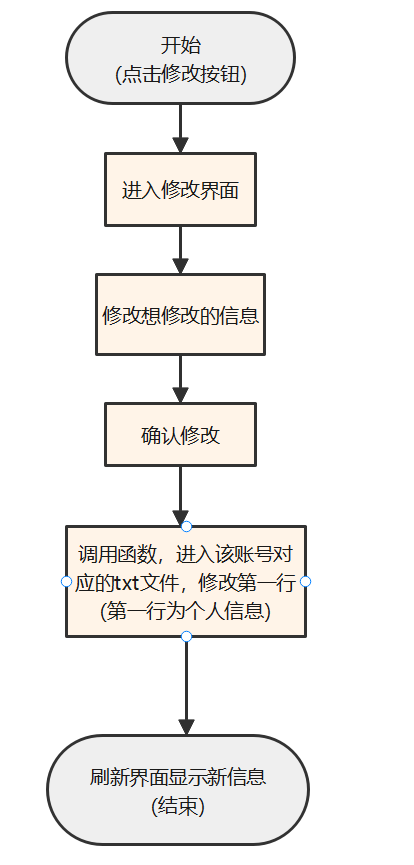 开始
(点击修改按钮)
进入修改界面
修改想修改的信息
确认修改
调用函数，进入该账号对
应的txt文件，修改第一行
(第一行为个人信息)
刷新界面显示新信息
(结束)